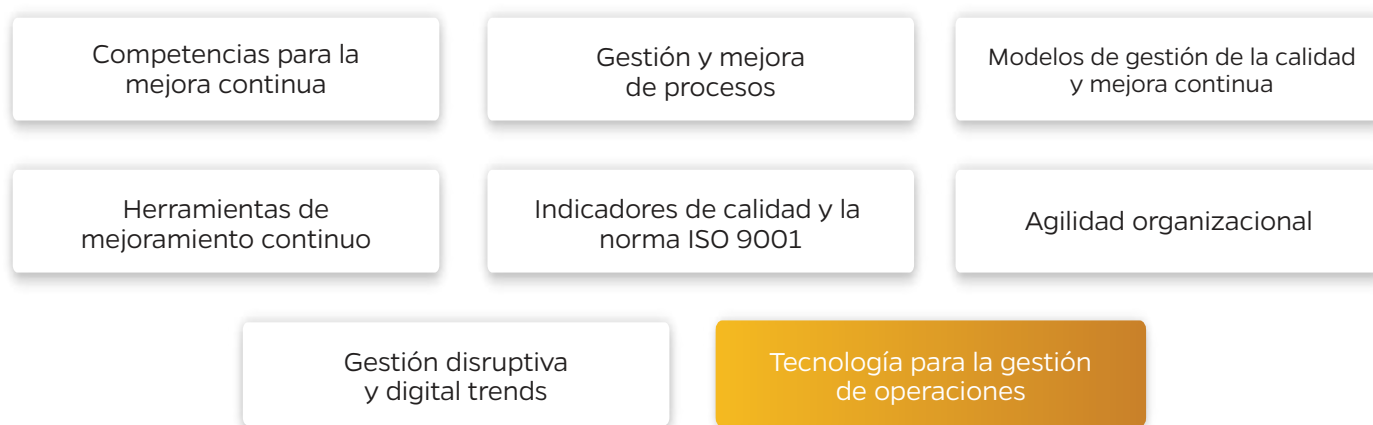 Competencias para la
mejora continua
Gestión y mejora
de procesos
Modelos de gestión de la calidad
y mejora continua
Herramientas de
mejoramiento continuo
Indicadores de calidad y la
norma ISO 9001
Agilidad organizacional
Gestión disruptiva
y digital trends
Tecnología para la gestión
de operaciones